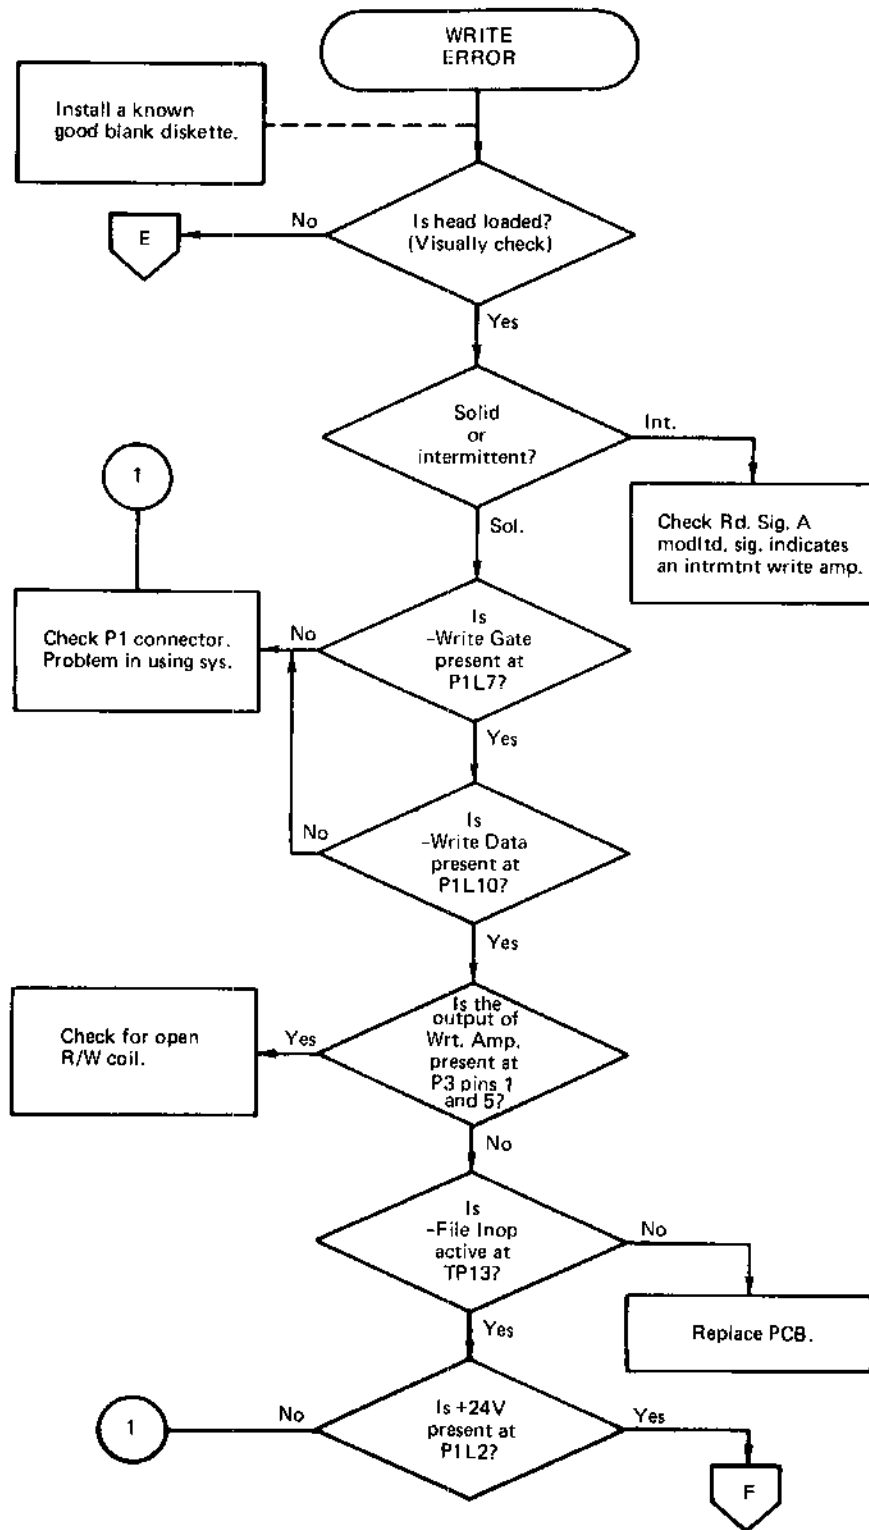 WRITE
ERROR
Install a known
good blank diskette.
No
E
Is head loaded?
(Visually check)
Yes
Solid
or
intermittent?
Int.
1
Sol.
Check Rd. Sig. A
modltd. sig. indicates
an intrmtnt write amp.
Check P1 connector.
Problem in using sys.
No
Is
–Write Gate
present at
P1L7?
Yes
No
Is
–Write Data
present at
P1L10?
Yes
Check for open
R/W coil.
Yes
Is the
output of
Wrt. Amp.
present at
P3 pins 1
and 5?
No
Is
–File Inop
active at
TP13?
No
Yes
Replace PCB.
1
No
Is +24V
present at
P1L2?
Yes
F